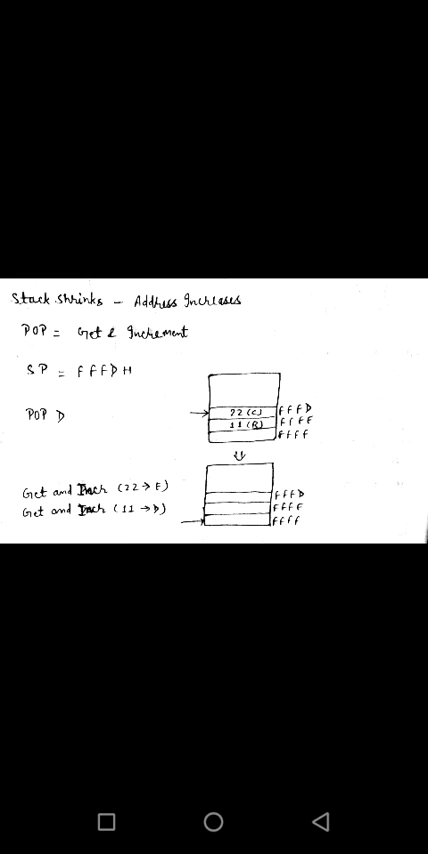 Stack shrinks - Address Increases
POP = Get & Increment
SP = FFFD H
POP D
22 (C) FFFD
11 (B) FFFE
FFFF
Get and Incr (22 → E)
Get and Incr (11 → D)
FFFD
FFFE
FFFF